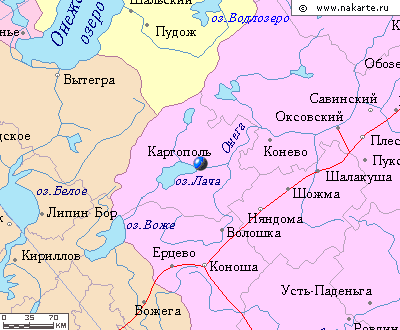 © www.nakarte.ru
Шальский
Онежское
озеро
оз.Водлозеро
Пудож
Обозе
Вытегра
Савинский
Оксовский
Плес
Онега
Каргополь
Конево
Пукс
Шалакуша
оз.Лача
оз.Белое
Шожма
Липин Бор
Няндома
оз.Воже
Волошка
Кириллов
Ерцево
Коноша
Усть-Паденьга
Вожега
0 35 70
КМ